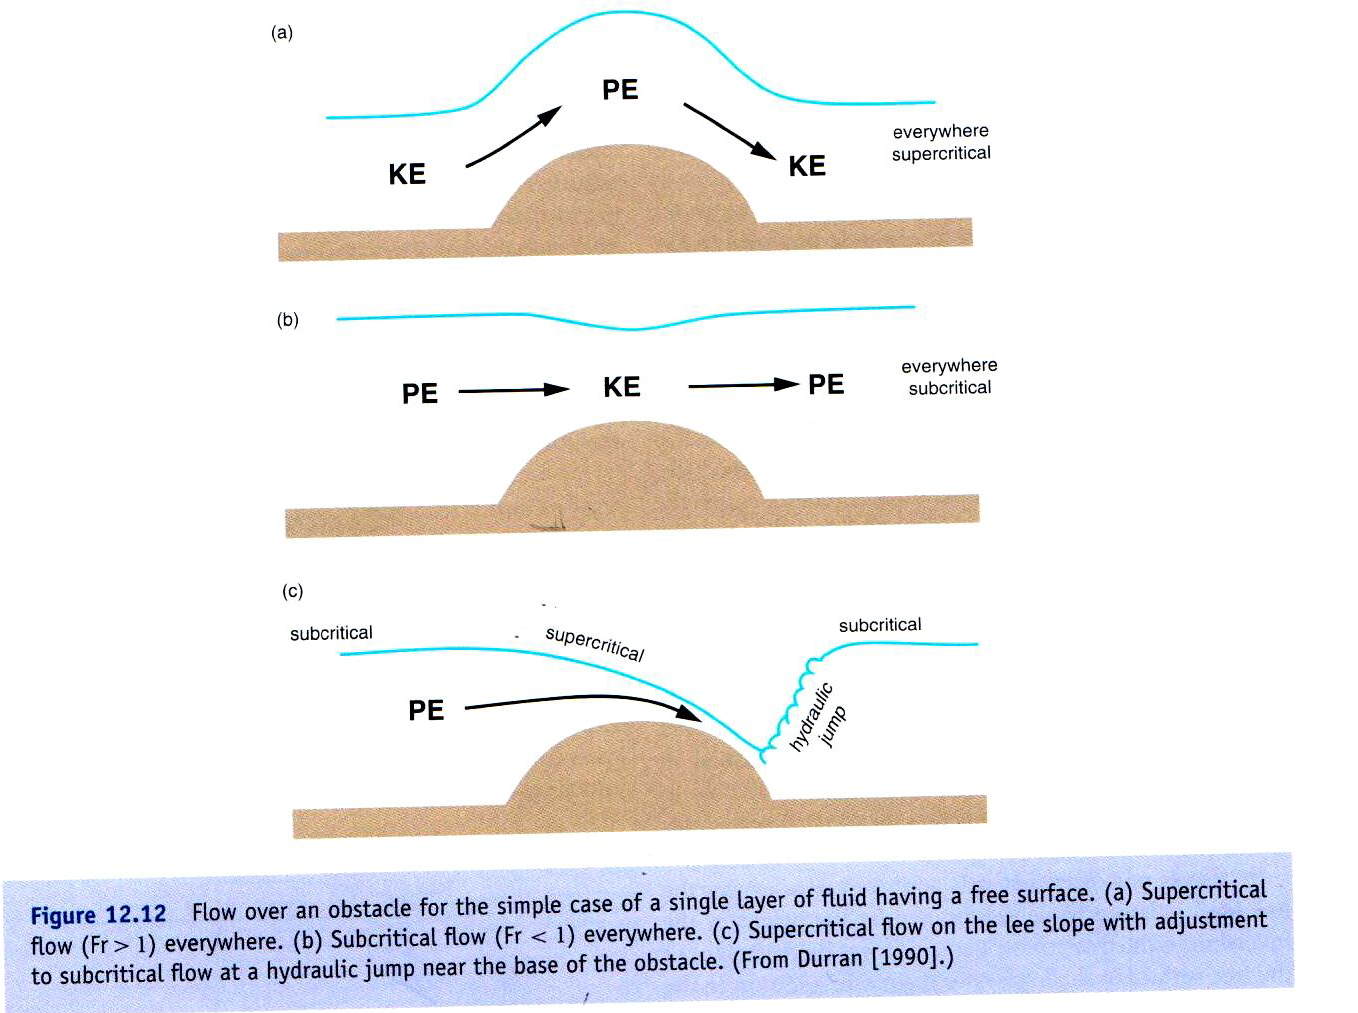 (a)
PE
KE
KE
everywhere
supercritical
(b)
PE
KE
PE
everywhere
subcritical
(c)
subcritical
supercritical
subcritical
PE
hydraulic
jump
Figure 12.12 Flow over an obstacle for the simple case of a single layer of fluid having a free surface. (a) Supercritical
flow (Fr > 1) everywhere. (b) Subcritical flow (Fr < 1) everywhere. (c) Supercritical flow on the lee slope with adjustment
to subcritical flow at a hydraulic jump near the base of the obstacle. (From Durran [1990].)